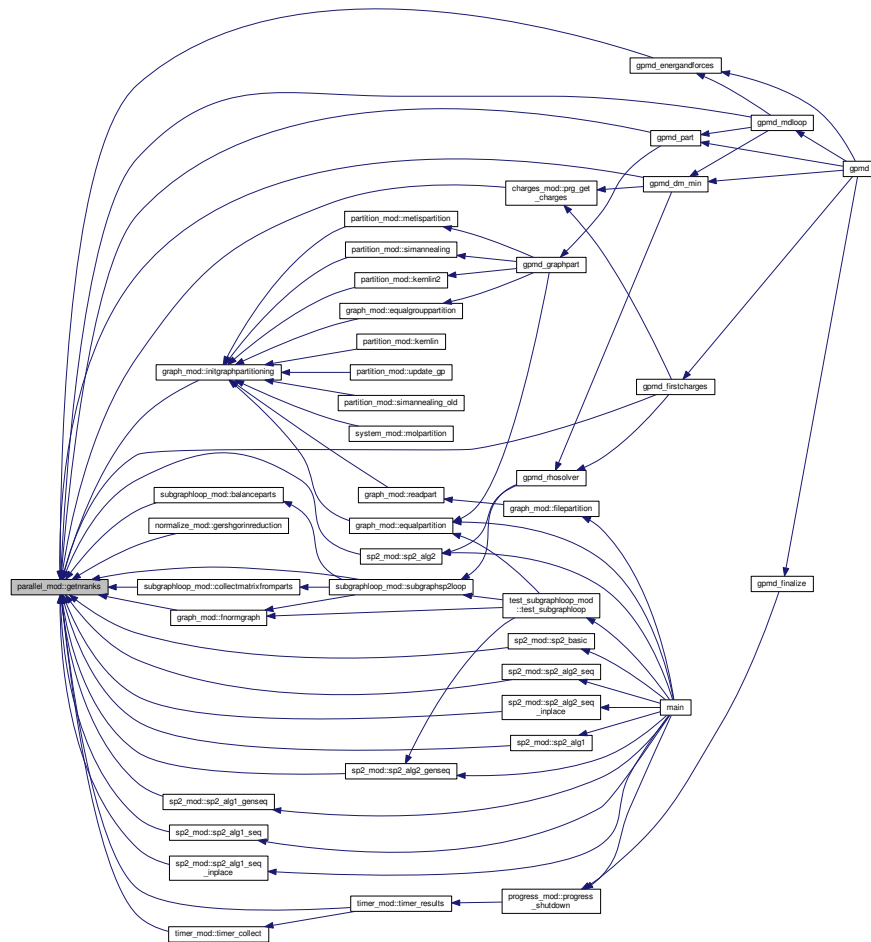 gpmd_energandforces
gpmd_mdloop
gpmd_part
gpmd
gpmd_dm_min
charges_mod::prg_get
_charges
partition_mod::metispartition
partition_mod::simannealing
gpmd_graphpart
partition_mod::kernlin2
graph_mod::equalgrouppartition
partition_mod::kernlin
graph_mod::initgraphpartitioning
partition_mod::update_gp
gpmd_firstcharges
partition_mod::simannealing_old
system_mod::molpartition
gpmd_rhosolver
subgraphloop_mod::balanceparts
graph_mod::readpart
graph_mod::filepartition
normalize_mod::gershgorinreduction
graph_mod::equalpartition
sp2_mod::sp2_alg2
parallel_mod::getnranks
subgraphloop_mod::collectmatrixfromparts
subgraphloop_mod::subgraphsp2loop
gpmd_finalize
graph_mod::fnormgraph
test_subgraphloop_mod
::test_subgraphloop
sp2_mod::sp2_basic
sp2_mod::sp2_alg2_seq
sp2_mod::sp2_alg2_seq
_inplace
main
sp2_mod::sp2_alg1
sp2_mod::sp2_alg2_genseq
sp2_mod::sp2_alg1_genseq
sp2_mod::sp2_alg1_seq
sp2_mod::sp2_alg1_seq
_inplace
timer_mod::timer_results
progress_mod::progress
_shutdown
timer_mod::timer_collect